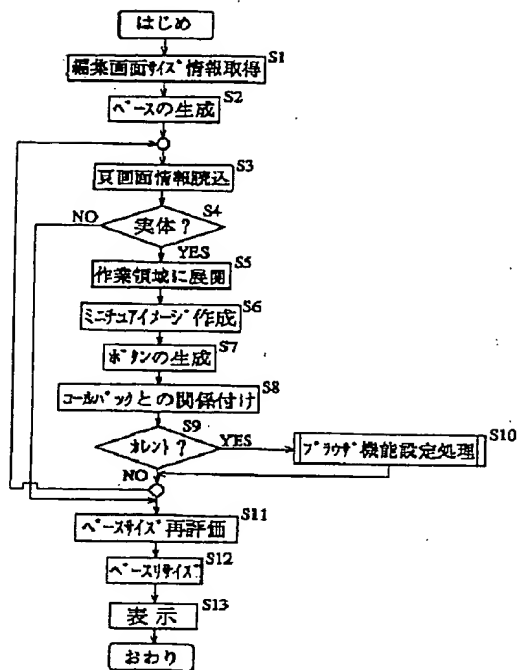 はじめ
S1
編集画面サイズ情報取得
S2
ベースの生成
S3
頁画面情報読込
S4
NO
実体?
YES
S5
作業領域に展開
S6
ミニチュアイメージ作成
S7
ボタンの生成
S8
コールバックとの関係付け
S9
カレント?
YES
S10
ブラウザ機能設定処理
NO
S11
ベースサイズ再評価
S12
ベースリサイズ
S13
表示
おわり